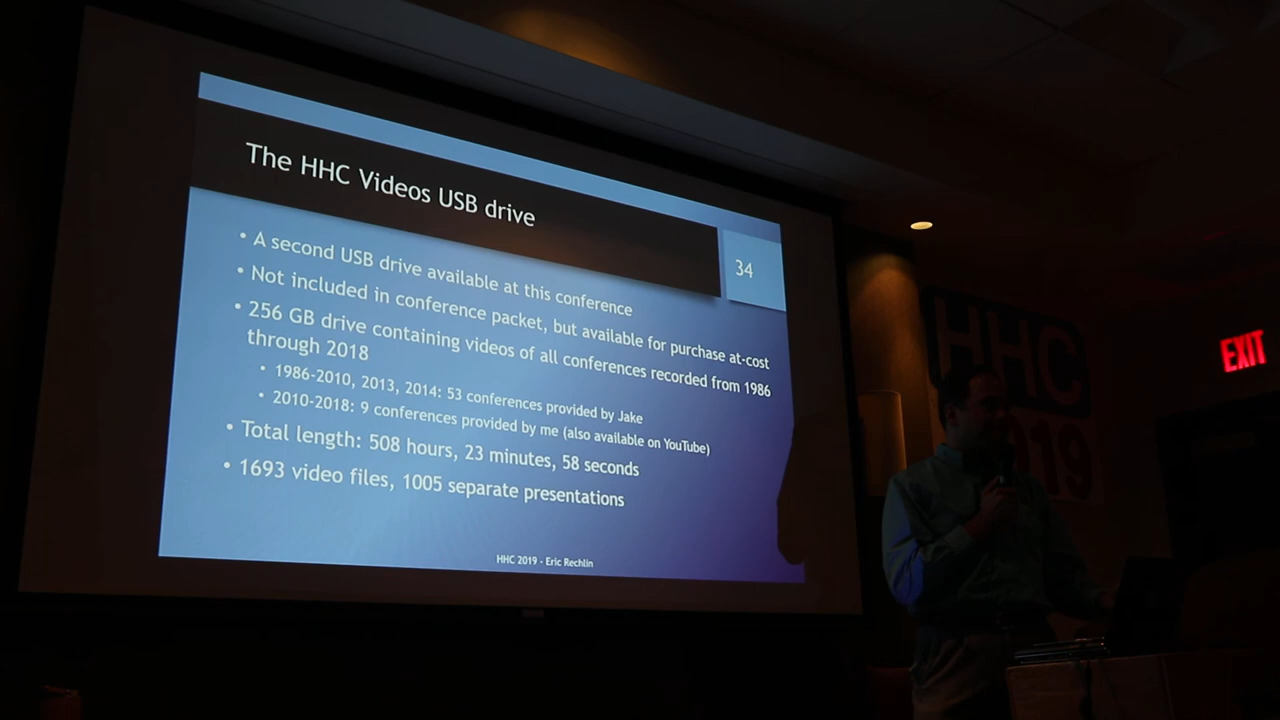 The HHC Videos USB drive
34
• A second USB drive available at this conference
• Not included in conference packet, but available for purchase at-cost
• 256 GB drive containing videos of all conferences recorded from 1986
through 2018
• 1986-2010, 2013, 2014: 53 conferences provided by Jake
• 2010-2018: 9 conferences provided by me (also available on YouTube)
• Total length: 508 hours, 23 minutes, 58 seconds
• 1693 video files, 1005 separate presentations
HHC 2019 - Eric Rechlin
HHC
2019
EXIT